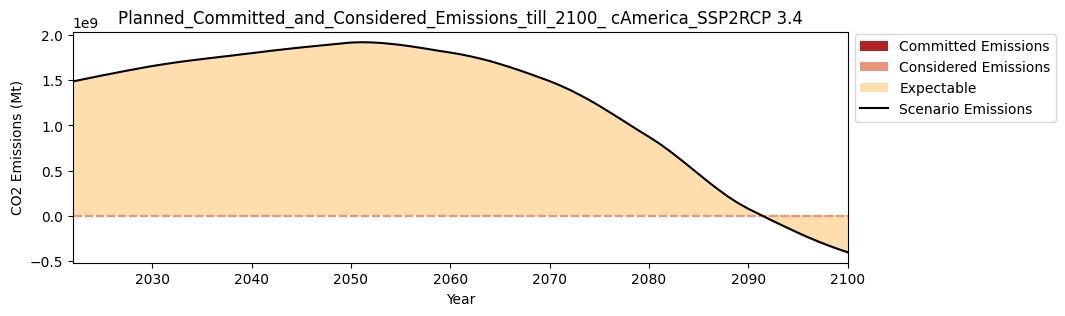 Planned_Committed_and_Considered_Emissions_till_2100_ cAmerica_SSP2RCP 3.4
1e9
2.0
1.5
1.0
0.5
0.0
−0.5
CO2 Emissions (Mt)
2030 2040 2050 2060 2070 2080 2090 2100
Year
Committed Emissions
Considered Emissions
Expectable
Scenario Emissions